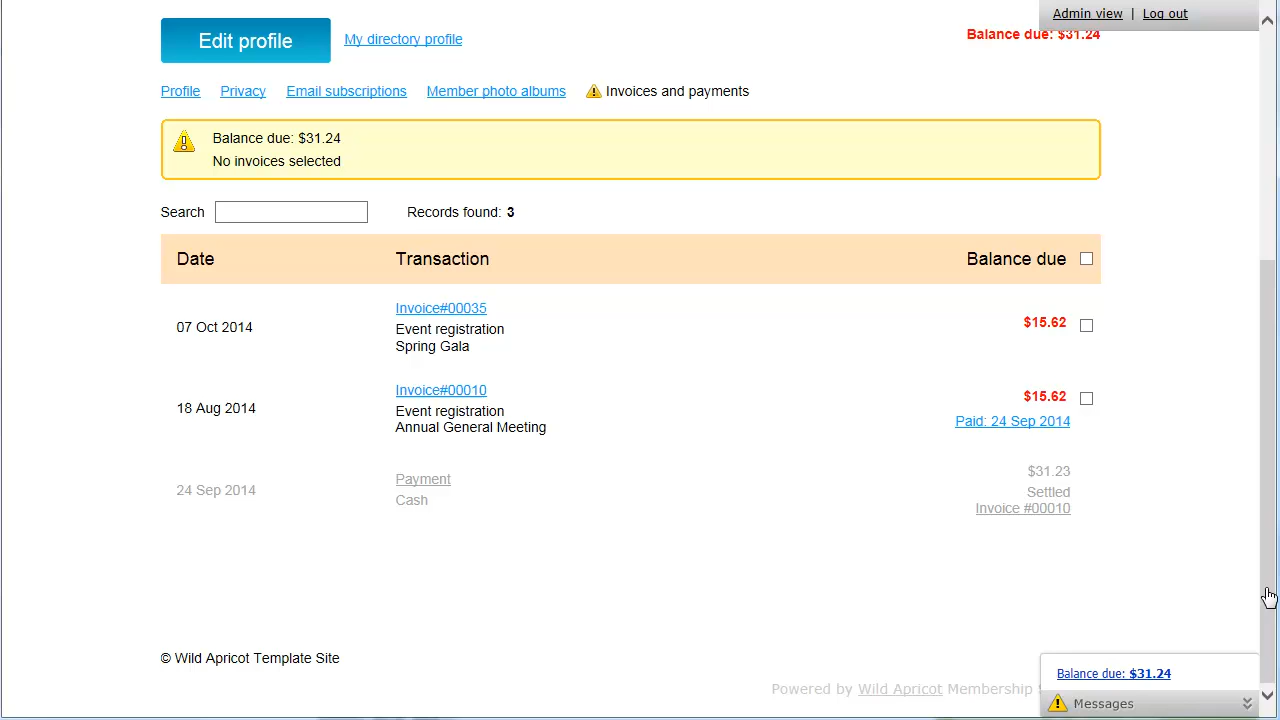 Admin view | Log out
Edit profile
My directory profile
Balance due: $31.24
Profile
Privacy
Email subscriptions
Member photo albums
Invoices and payments
Balance due: $31.24
No invoices selected
Search
Records found: 3
Date
Transaction
Balance due
07 Oct 2014
Invoice#00035
Event registration
Spring Gala
$15.62
18 Aug 2014
Invoice#00010
Event registration
Annual General Meeting
$15.62
Paid: 24 Sep 2014
24 Sep 2014
Payment
Cash
$31.23
Settled
Invoice #00010
© Wild Apricot Template Site
Powered by Wild Apricot Membership
Balance due: $31.24
Messages